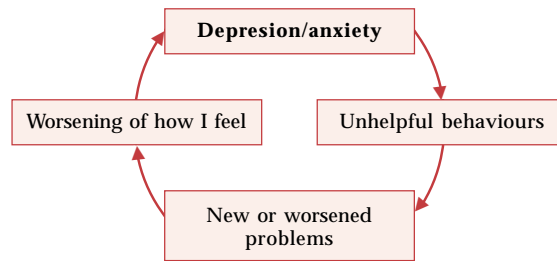 Depresion/anxiety
Worsening of how I feel
Unhelpful behaviours
New or worsened
problems